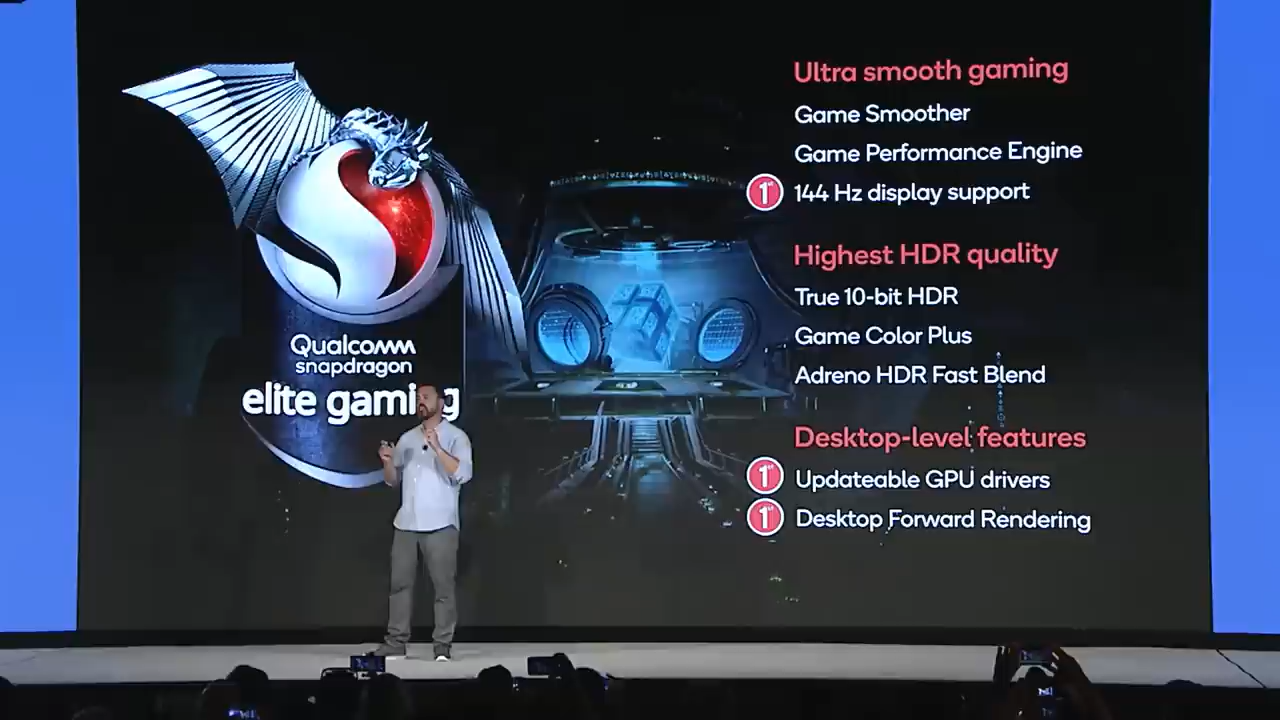 Qualcomm
snapdragon
elite gaming
Ultra smooth gaming
Game Smoother
Game Performance Engine
1st 144 Hz display support
Highest HDR quality
True 10-bit HDR
Game Color Plus
Adreno HDR Fast Blend
Desktop-level features
1st Updateable GPU drivers
1st Desktop Forward Rendering